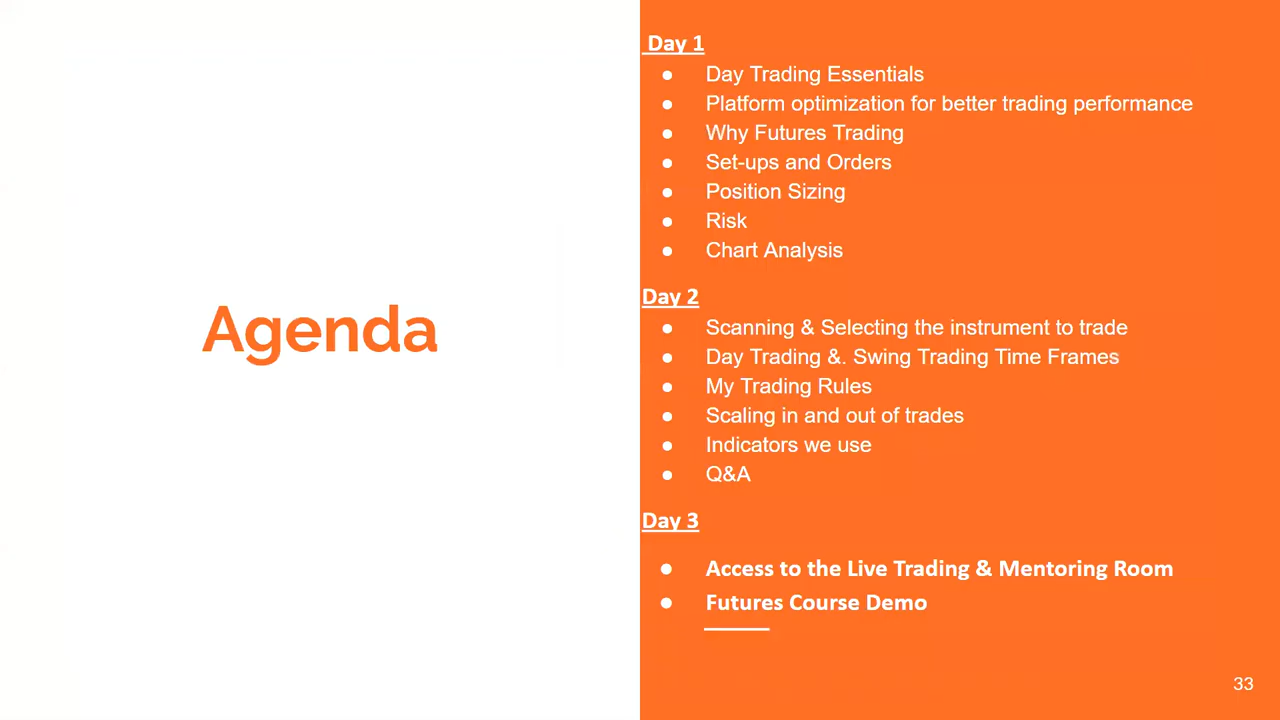 Agenda
Day 1
● Day Trading Essentials
● Platform optimization for better trading performance
● Why Futures Trading
● Set-ups and Orders
● Position Sizing
● Risk
● Chart Analysis
Day 2
● Scanning & Selecting the instrument to trade
● Day Trading &. Swing Trading Time Frames
● My Trading Rules
● Scaling in and out of trades
● Indicators we use
● Q&A
Day 3
● Access to the Live Trading & Mentoring Room
● Futures Course Demo
33